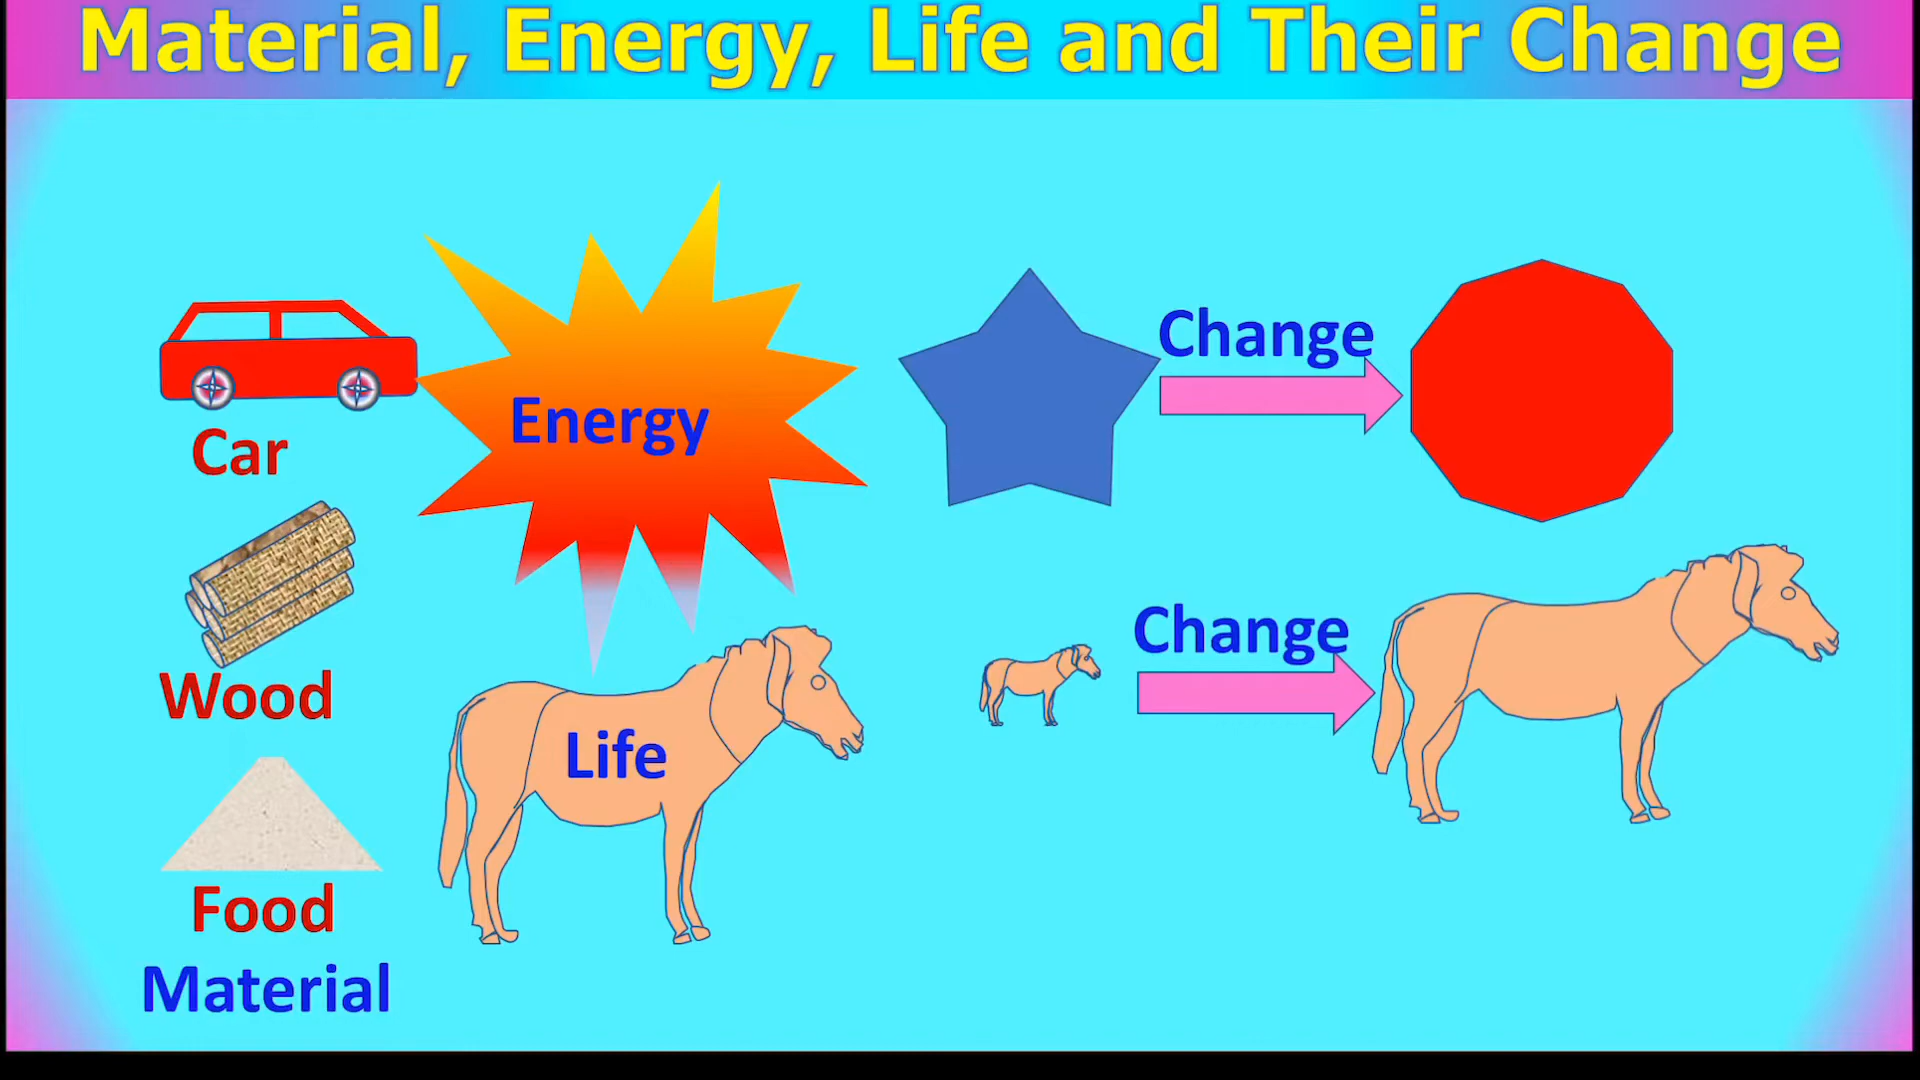 Material, Energy, Life and Their Change
Car
Energy
Change
Wood
Change
Life
Food
Material